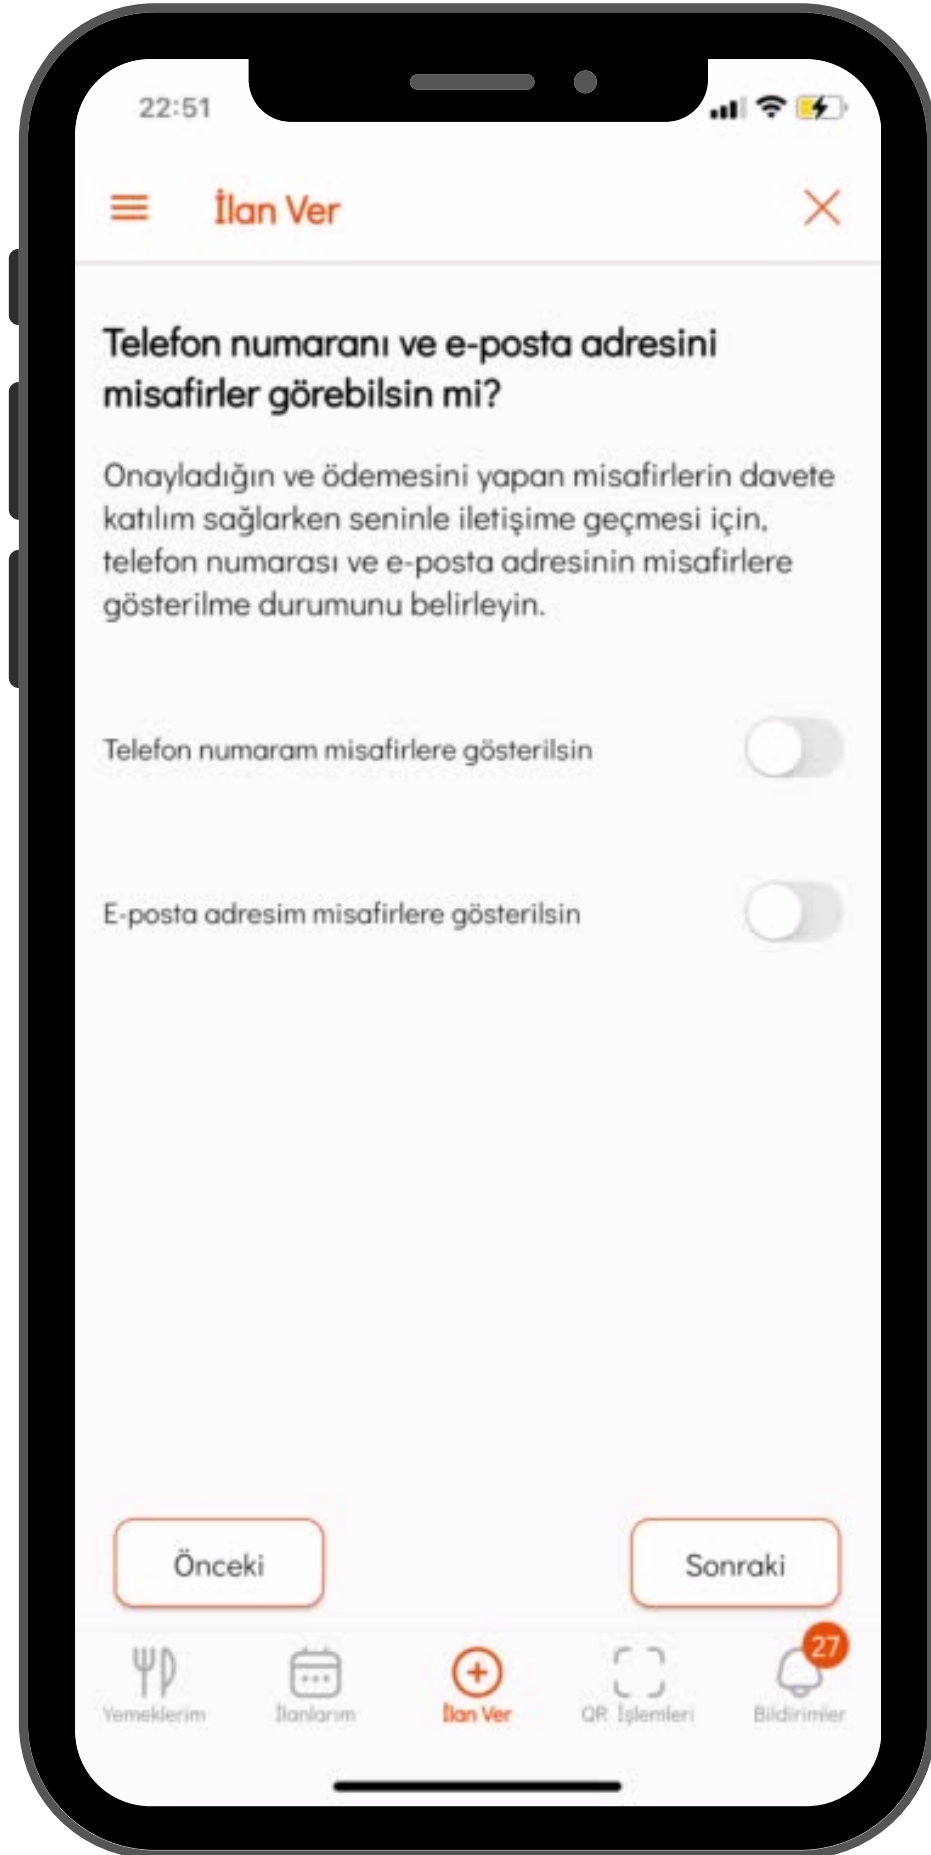 22:51
İlan Ver
Telefon numaranı ve e-posta adresini
misafirler görebilsin mi?
Onayladığın ve ödemesini yapan misafirlerin davete
katılım sağlarken seninle iletişime geçmesi için,
telefon numarası ve e-posta adresinin misafirlere
gösterilme durumunu belirleyin.
Telefon numaram misafirlere gösterilsin
E-posta adresim misafirlere gösterilsin
Önceki
Sonraki
27
Yemeklerim
İlanlarım
İlan Ver
QR İşlemleri
Bildirimler